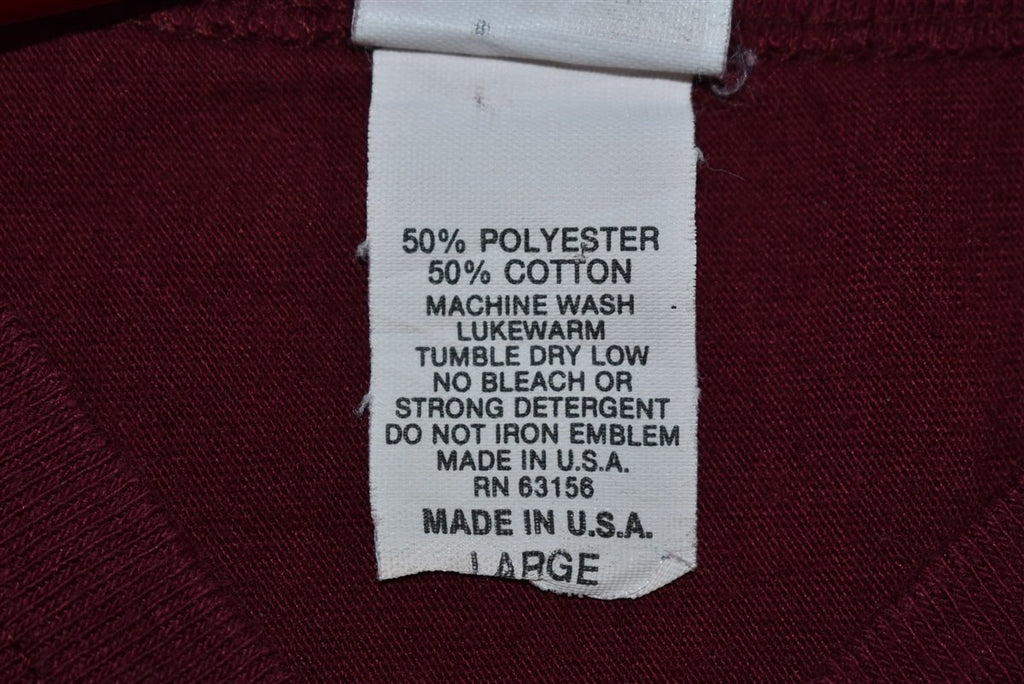 50% POLYESTER
50% COTTON
MACHINE WASH
LUKEWARM
TUMBLE DRY LOW
NO BLEACH OR
STRONG DETERGENT
DO NOT IRON EMBLEM
MADE IN U.S.A.
RN 63156
MADE IN U.S.A.
LARGE